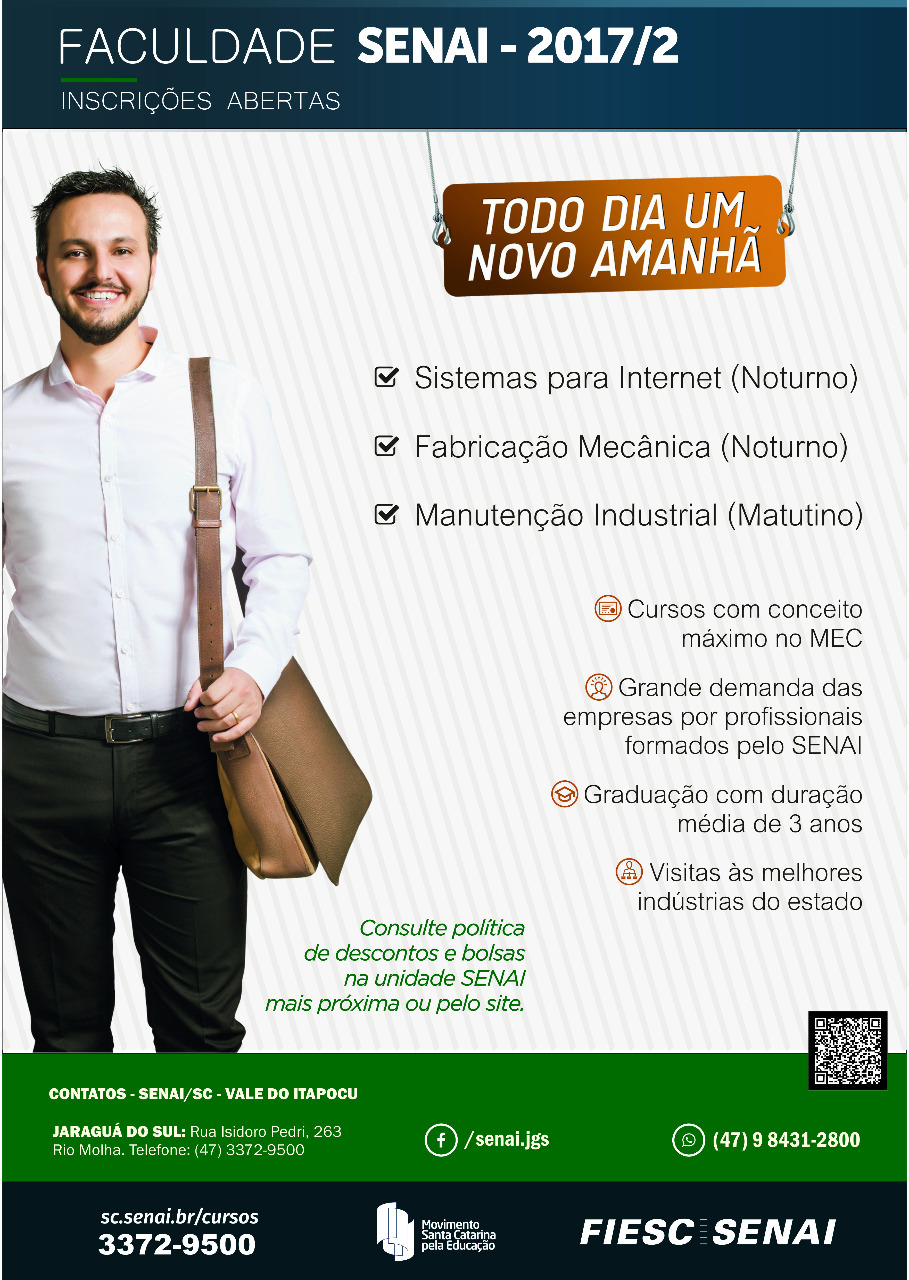 FACULDADE SENAI - 2017/2
INSCRIÇÕES ABERTAS
TODO DIA UM
NOVO AMANHÃ
Sistemas para Internet (Noturno)
Fabricação Mecânica (Noturno)
Manutenção Industrial (Matutino)
Cursos com conceito
máximo no MEC
Grande demanda das
empresas por profissionais
formados pelo SENAI
Graduação com duração
média de 3 anos
Visitas às melhores
indústrias do estado
Consulte política
de descontos e bolsas
na unidade SENAI
mais próxima ou pelo site.
CONTATOS - SENAI/SC - VALE DO ITAPOCU
JARAGUÁ DO SUL: Rua Isidoro Pedri, 263
Rio Molha. Telefone: (47) 3372-9500
/senai.jgs
(47) 9 8431-2800
sc.senai.br/cursos
3372-9500
Movimento
Santa Catarina
pela Educação
FIESC SENAI